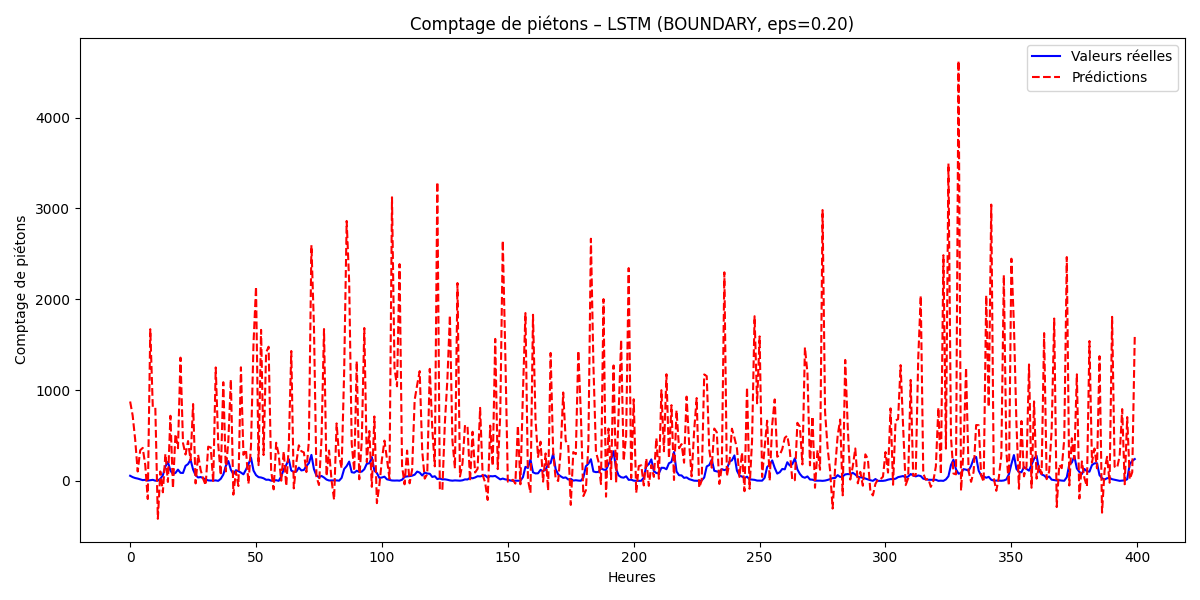 Comptage de piétons – LSTM (BOUNDARY, eps=0.20)
Valeurs réelles
Prédictions
Comptage de piétons
4000
3000
2000
1000
0
0 50 100 150 200 250 300 350 400
Heures